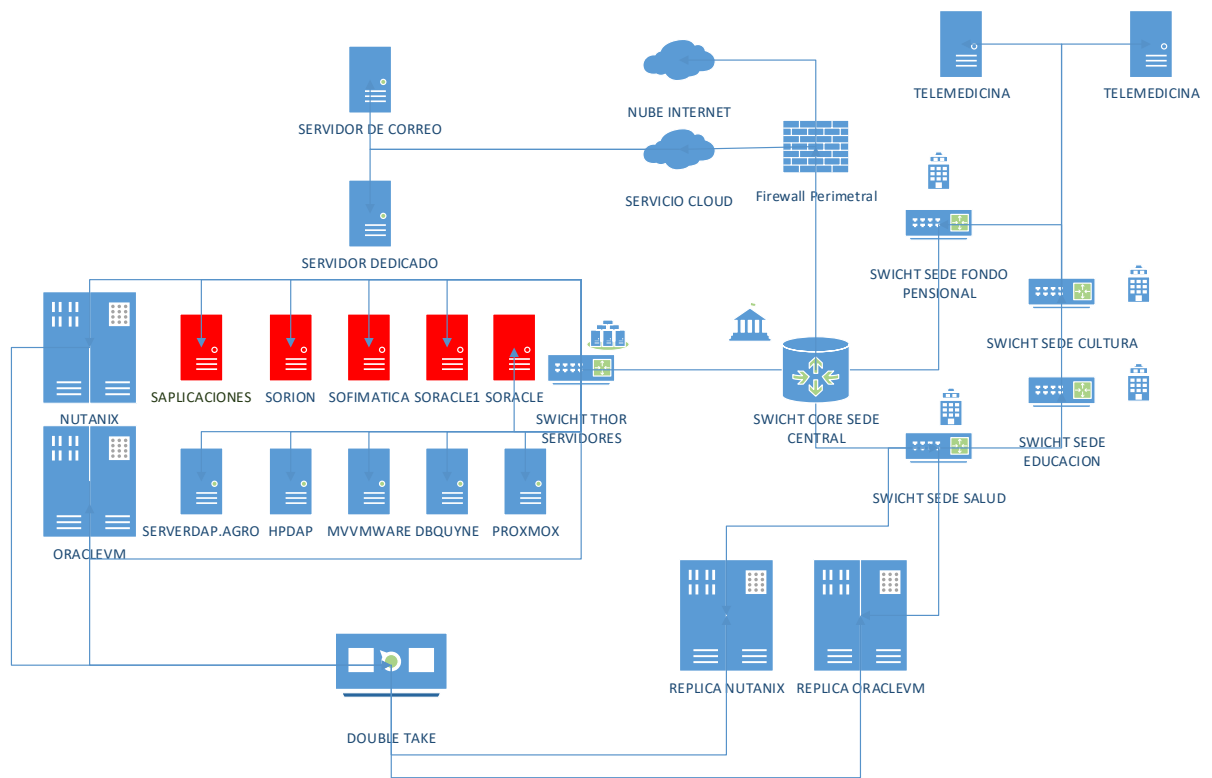 TELEMEDICINA
TELEMEDICINA
NUBE INTERNET
SERVIDOR DE CORREO
SERVICIO CLOUD
Firewall Perimetral
SERVIDOR DEDICADO
SWICHT SEDE FONDO
PENSIONAL
SWICHT SEDE CULTURA
SAPLICACIONES
SORION
SOFIMATICA
SORACLE1
SORACLE
NUTANIX
SWICHT THOR
SERVIDORES
SWICHT CORE SEDE
CENTRAL
SWICHT SEDE
EDUCACION
SWICHT SEDE SALUD
SERVERDAP.AGRO
HPDAP
MVVMWARE
DBQUYNE
PROXMOX
ORACLEVM
REPLICA NUTANIX
REPLICA ORACLEVM
DOUBLE TAKE